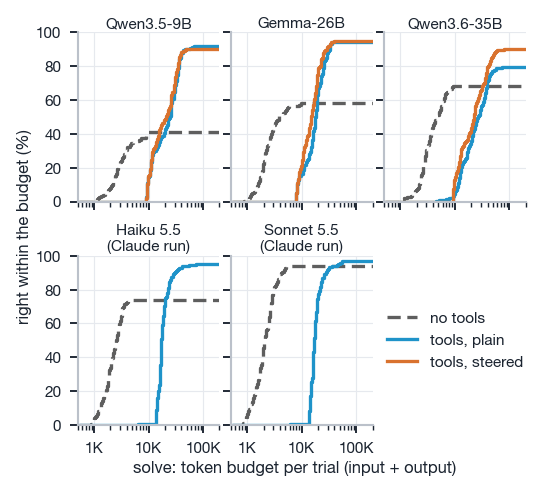 Qwen3.5-9B Gemma-26B Qwen3.6-35B
100
80
60
40
20
0
right within the budget (%)
Haiku 5.5 Sonnet 5.5
(Claude run) (Claude run)
100
80
60
40
20
0
no tools
tools, plain
tools, steered
1K 10K 100K 1K 10K 100K
solve: token budget per trial (input + output)